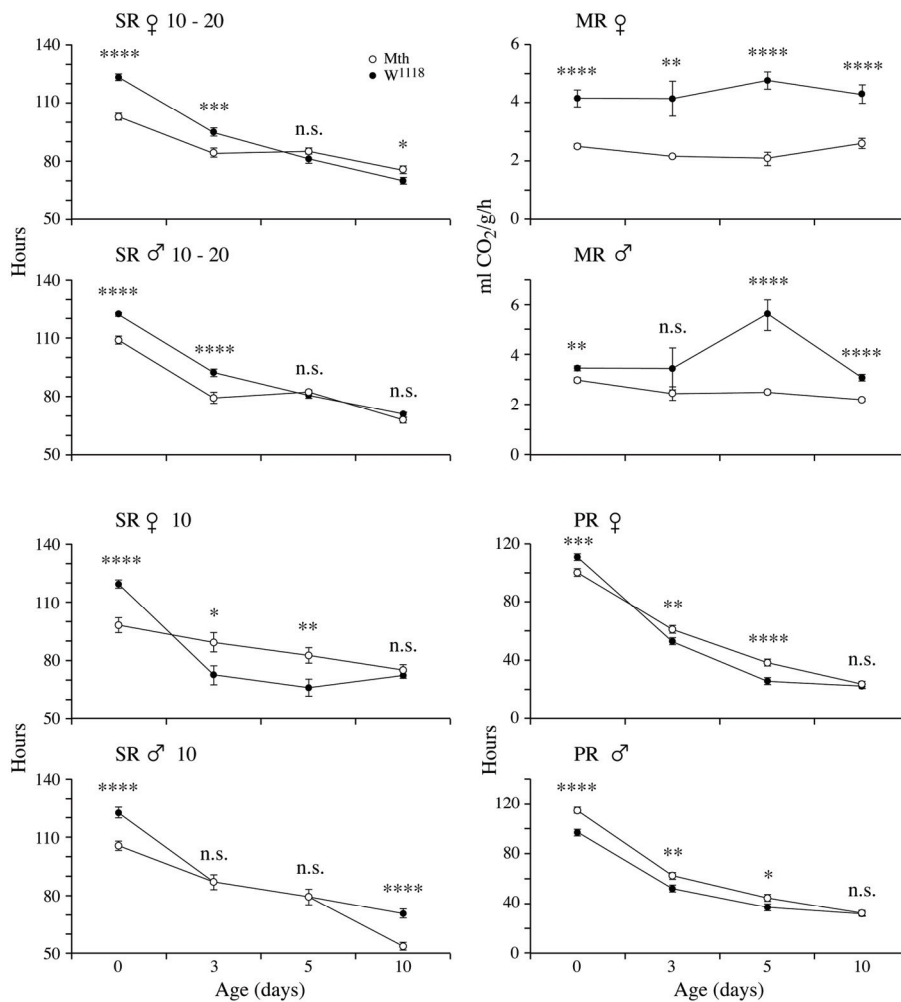 SR ♀ 10 - 20
140
110
80
50
****
***
n.s.
*
Mth
W1118
MR ♀
6
4
2
0
****
**
****
****
Hours
ml CO2/g/h
SR ♂ 10 - 20
140
110
80
50
****
****
n.s.
n.s.
MR ♂
6
4
2
0
**
n.s.
****
****
SR ♀ 10
140
110
80
50
****
*
**
n.s.
PR ♀
120
80
40
0
***
**
****
n.s.
Hours
Hours
SR ♂ 10
140
110
80
50
****
n.s.
n.s.
****
0
3
5
10
Age (days)
PR ♂
120
80
40
0
****
**
*
n.s.
0
3
5
10
Age (days)